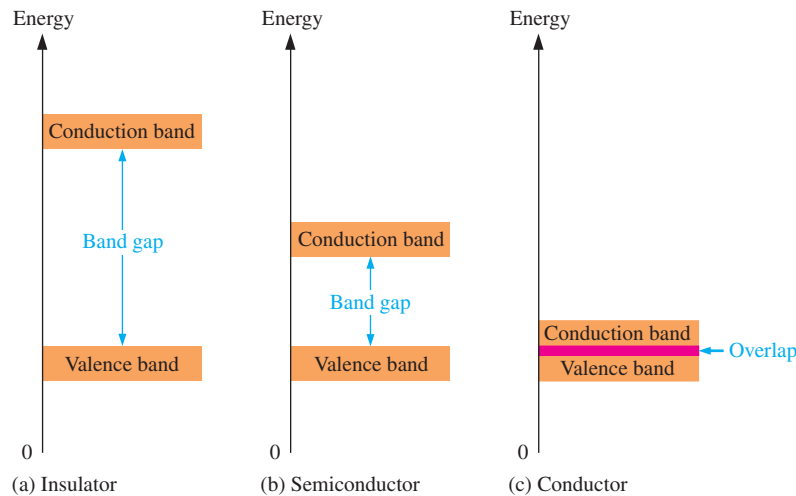 Energy
Conduction band
Band gap
Valence band
0
(a) Insulator
Energy
Conduction band
Band gap
Valence band
0
(b) Semiconductor
Energy
Conduction band
Overlap
Valence band
0
(c) Conductor